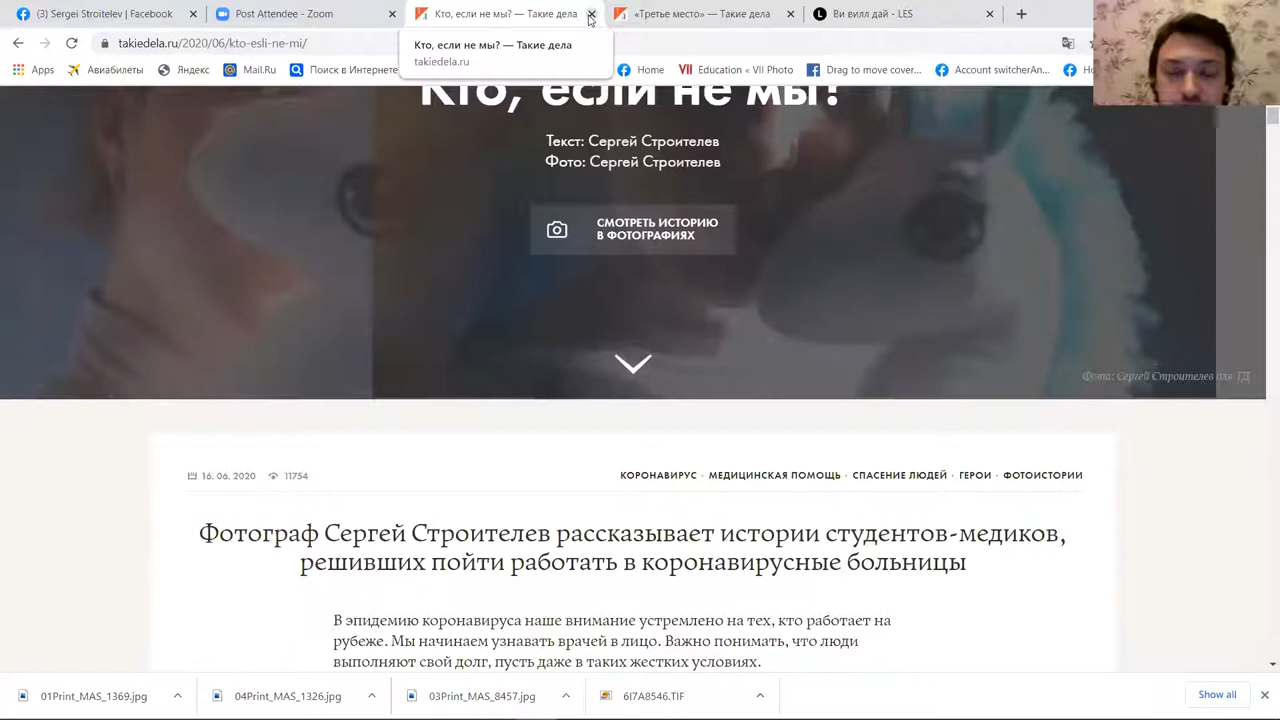 (3) Sergei Stroitelev | Facebook
Post Attendee - Zoom
Кто, если не мы? — Такие дела
«Третье место» — Такие дела
Ви вилл дай - LES
takiedela.ru/2020/06/kto-esli-ne-mi/
Кто, если не мы? — Такие дела
takiedela.ru
Apps
Авиабилеты
Яндекс
Mail.Ru
Поиск в Интернете
Home
Education « VII Photo
Drag to move cover...
Account switcherAn...
Кто, если не мы?
Текст: Сергей Строителев
Фото: Сергей Строителев
СМОТРЕТЬ ИСТОРИЮ
В ФОТОГРАФИЯХ
Фото: Сергей Строителев для ТД
16. 06. 2020
11754
КОРОНАВИРУС · МЕДИЦИНСКАЯ ПОМОЩЬ · СПАСЕНИЕ ЛЮДЕЙ · ГЕРОИ · ФОТОИСТОРИИ
Фотограф Сергей Строителев рассказывает истории студентов-медиков,
решивших пойти работать в коронавирусные больницы
В эпидемию коронавируса наше внимание устремлено на тех, кто работает на
рубеже. Мы начинаем узнавать врачей в лицо. Важно понимать, что люди
выполняют свой долг, пусть даже в таких жестких условиях.
01Print_MAS_1369.jpg
04Print_MAS_1326.jpg
03Print_MAS_8457.jpg
6I7A8546.TIF
Show all